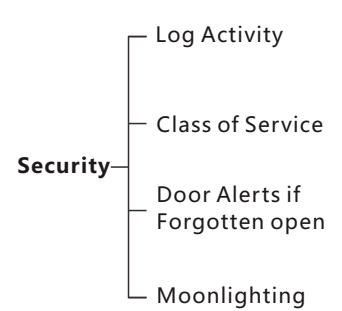 Log Activity
Class of Service
Security
Door Alerts if
Forgotten open
Moonlighting